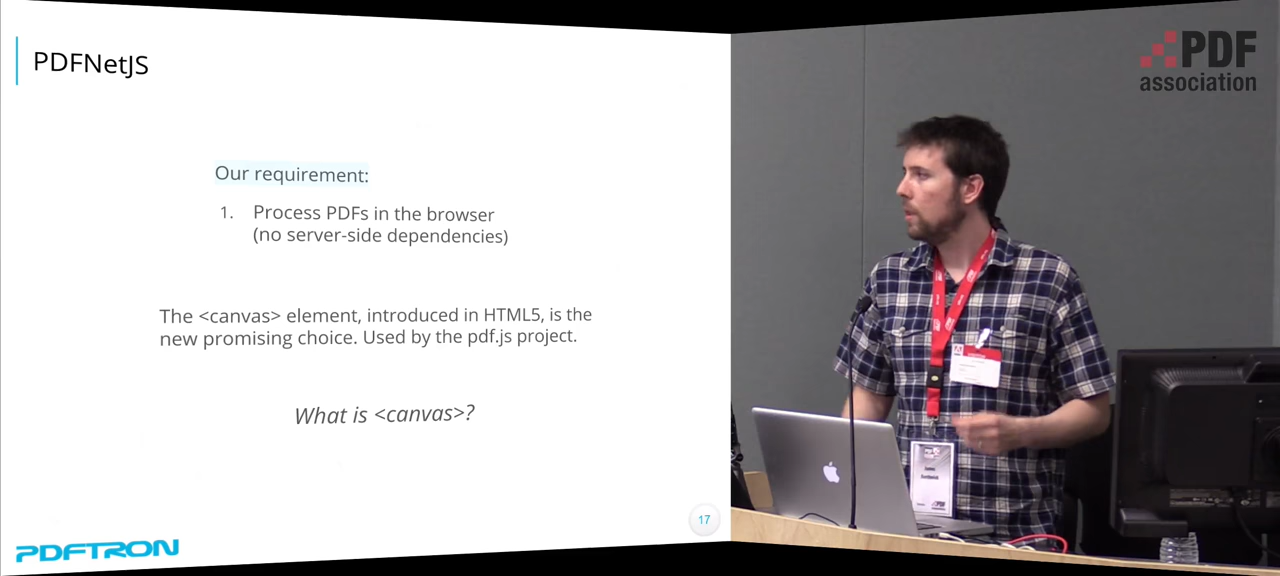 PDFNetJS
Our requirement:
1. Process PDFs in the browser
(no server-side dependencies)
The <canvas> element, introduced in HTML5, is the
new promising choice. Used by the pdf.js project.
What is <canvas>?
17
PDFTRON
PDF
association
PDF